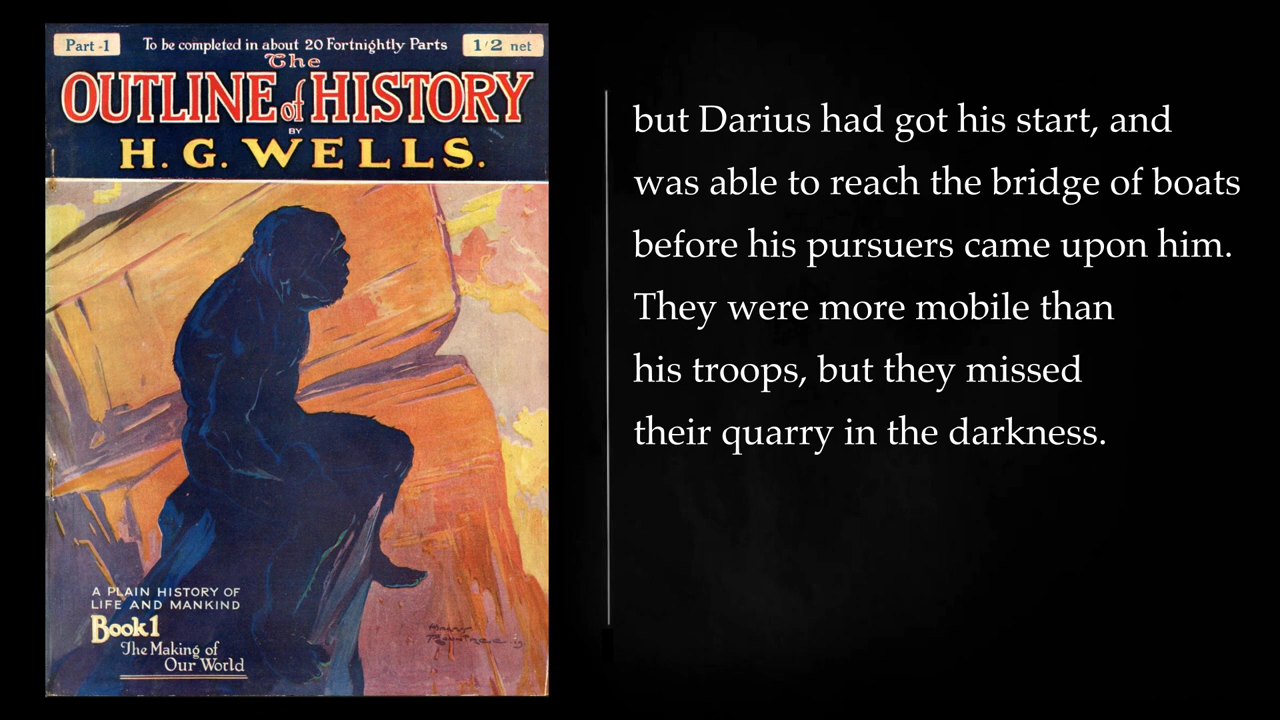 Part -1
To be completed in about 20 Fortnightly Parts
1/2 net
The
OUTLINE of HISTORY
BY
H. G. WELLS.
A PLAIN HISTORY OF
LIFE AND MANKIND
Book 1
The Making of
Our World
but Darius had got his start, and
was able to reach the bridge of boats
before his pursuers came upon him.
They were more mobile than
his troops, but they missed
their quarry in the darkness.